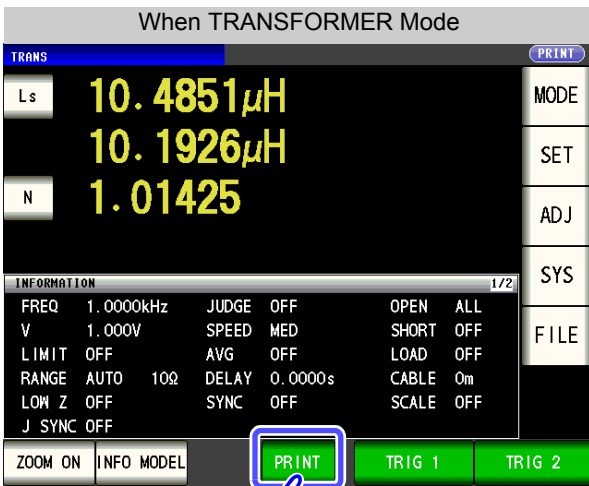 When TRANSFORMER Mode
TRANS PRINT
Ls 10.4851μH MODE
10.1926μH SET
N 1.01425 ADJ
SYS
INFORMATION 1/2
FREQ 1.0000kHz JUDGE OFF OPEN ALL
V 1.000V SPEED MED SHORT OFF FILE
LIMIT OFF AVG OFF LOAD OFF
RANGE AUTO 10Ω DELAY 0.0000s CABLE 0m
LOW Z OFF SYNC OFF SCALE OFF
J SYNC OFF
ZOOM ON INFO MODEL PRINT TRIG 1 TRIG 2